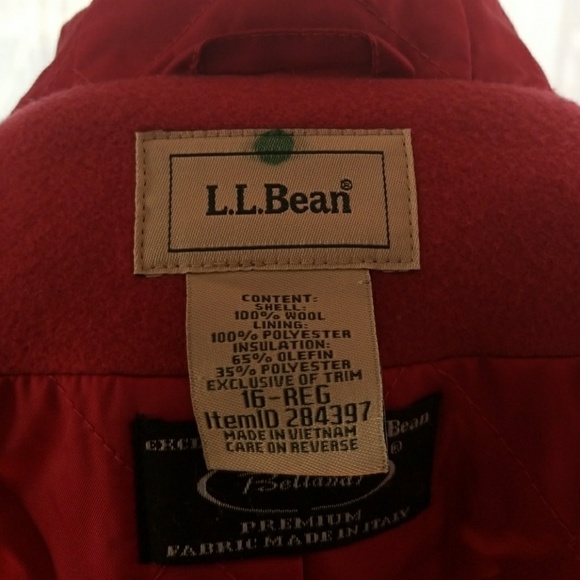 L.L.Bean®
CONTENT:
SHELL:
100% WOOL
LINING:
100% POLYESTER
INSULATION:
65% OLEFIN
35% POLYESTER
EXCLUSIVE OF TRIM
16-REG
ItemID 284397
MADE IN VIETNAM
CARE ON REVERSE
Bean
®
PREMIUM
FABRIC MADE IN ITALY